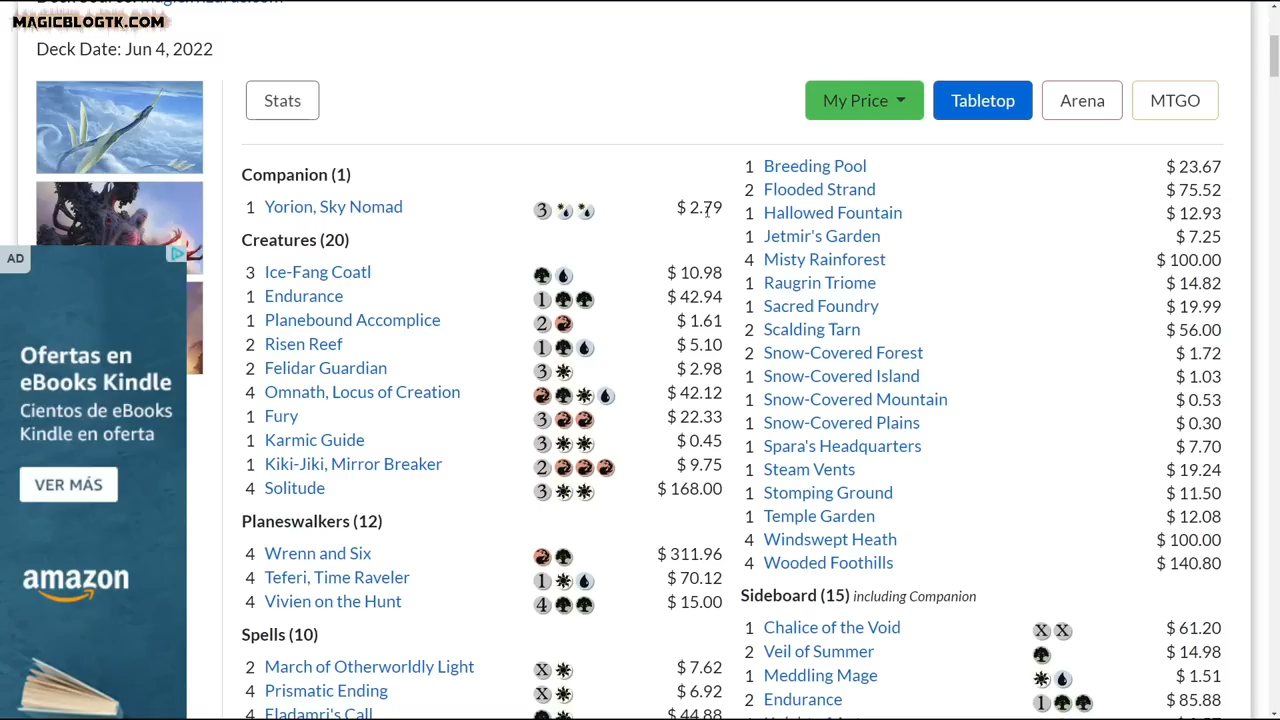 MAGICBLOGTK.COM
Deck Date: Jun 4, 2022
Stats
My Price
Tabletop
Arena
MTGO
Companion (1)
1 Yorion, Sky Nomad 3 $ 2.79
Creatures (20)
3 Ice-Fang Coatl $ 10.98
1 Endurance 1 $ 42.94
1 Planebound Accomplice 2 $ 1.61
2 Risen Reef 1 $ 5.10
2 Felidar Guardian 3 $ 2.98
4 Omnath, Locus of Creation $ 42.12
1 Fury 3 $ 22.33
1 Karmic Guide 3 $ 0.45
1 Kiki-Jiki, Mirror Breaker 2 $ 9.75
4 Solitude 3 $ 168.00
Planeswalkers (12)
4 Wrenn and Six $ 311.96
4 Teferi, Time Raveler 1 $ 70.12
4 Vivien on the Hunt 4 $ 15.00
Spells (10)
2 March of Otherworldly Light X $ 7.62
4 Prismatic Ending X $ 6.92
4 Eladamri's Call $ 44.88
1 Breeding Pool $ 23.67
2 Flooded Strand $ 75.52
1 Hallowed Fountain $ 12.93
1 Jetmir's Garden $ 7.25
4 Misty Rainforest $ 100.00
1 Raugrin Triome $ 14.82
1 Sacred Foundry $ 19.99
2 Scalding Tarn $ 56.00
2 Snow-Covered Forest $ 1.72
1 Snow-Covered Island $ 1.03
1 Snow-Covered Mountain $ 0.53
1 Snow-Covered Plains $ 0.30
1 Spara's Headquarters $ 7.70
1 Steam Vents $ 19.24
1 Stomping Ground $ 11.50
1 Temple Garden $ 12.08
4 Windswept Heath $ 100.00
4 Wooded Foothills $ 140.80
Sideboard (15) including Companion
1 Chalice of the Void X X $ 61.20
2 Veil of Summer $ 14.98
1 Meddling Mage $ 1.51
2 Endurance 1 $ 85.88
AD
Ofertas en
eBooks Kindle
Cientos de eBooks
Kindle en oferta
VER MÁS
amazon